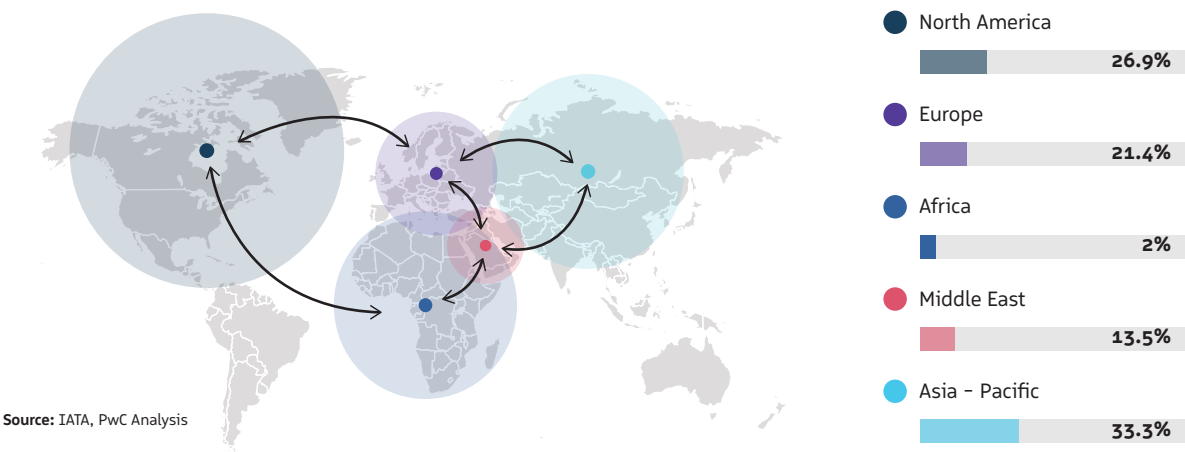 North America
26.9%
Europe
21.4%
Africa
2%
Middle East
13.5%
Asia - Pacific
33.3%
Source: IATA, PwC Analysis